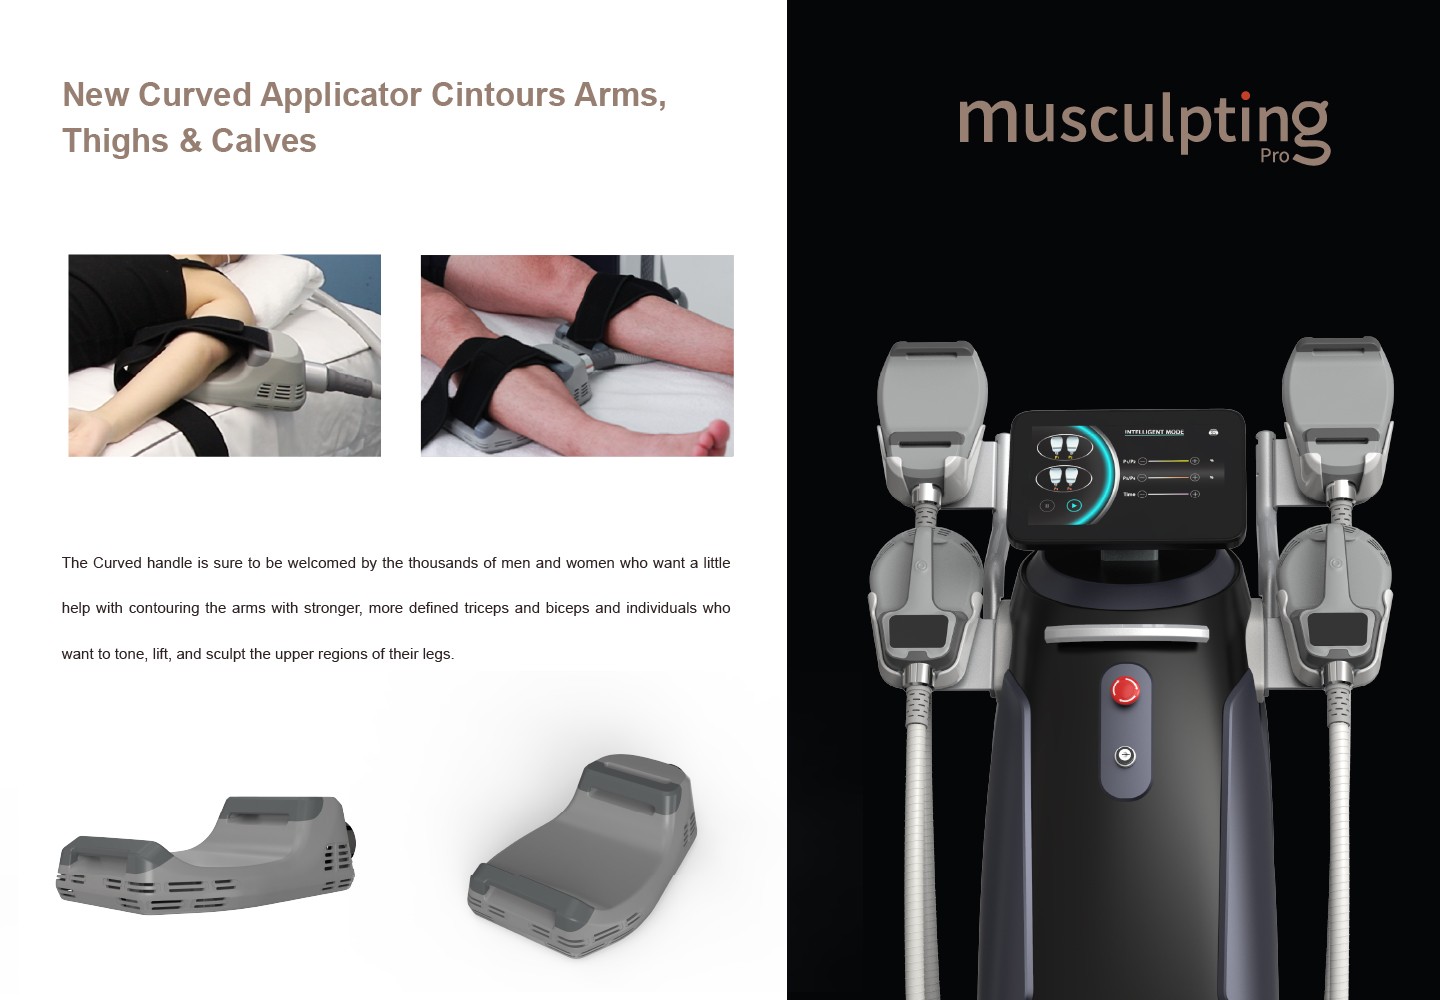 New Curved Applicator Cintours Arms,
Thighs & Calves
The Curved handle is sure to be welcomed by the thousands of men and women who want a little
help with contouring the arms with stronger, more defined triceps and biceps and individuals who
want to tone, lift, and sculpt the upper regions of their legs.
musculpting
Pro
INTELLIGENT MODE
Time